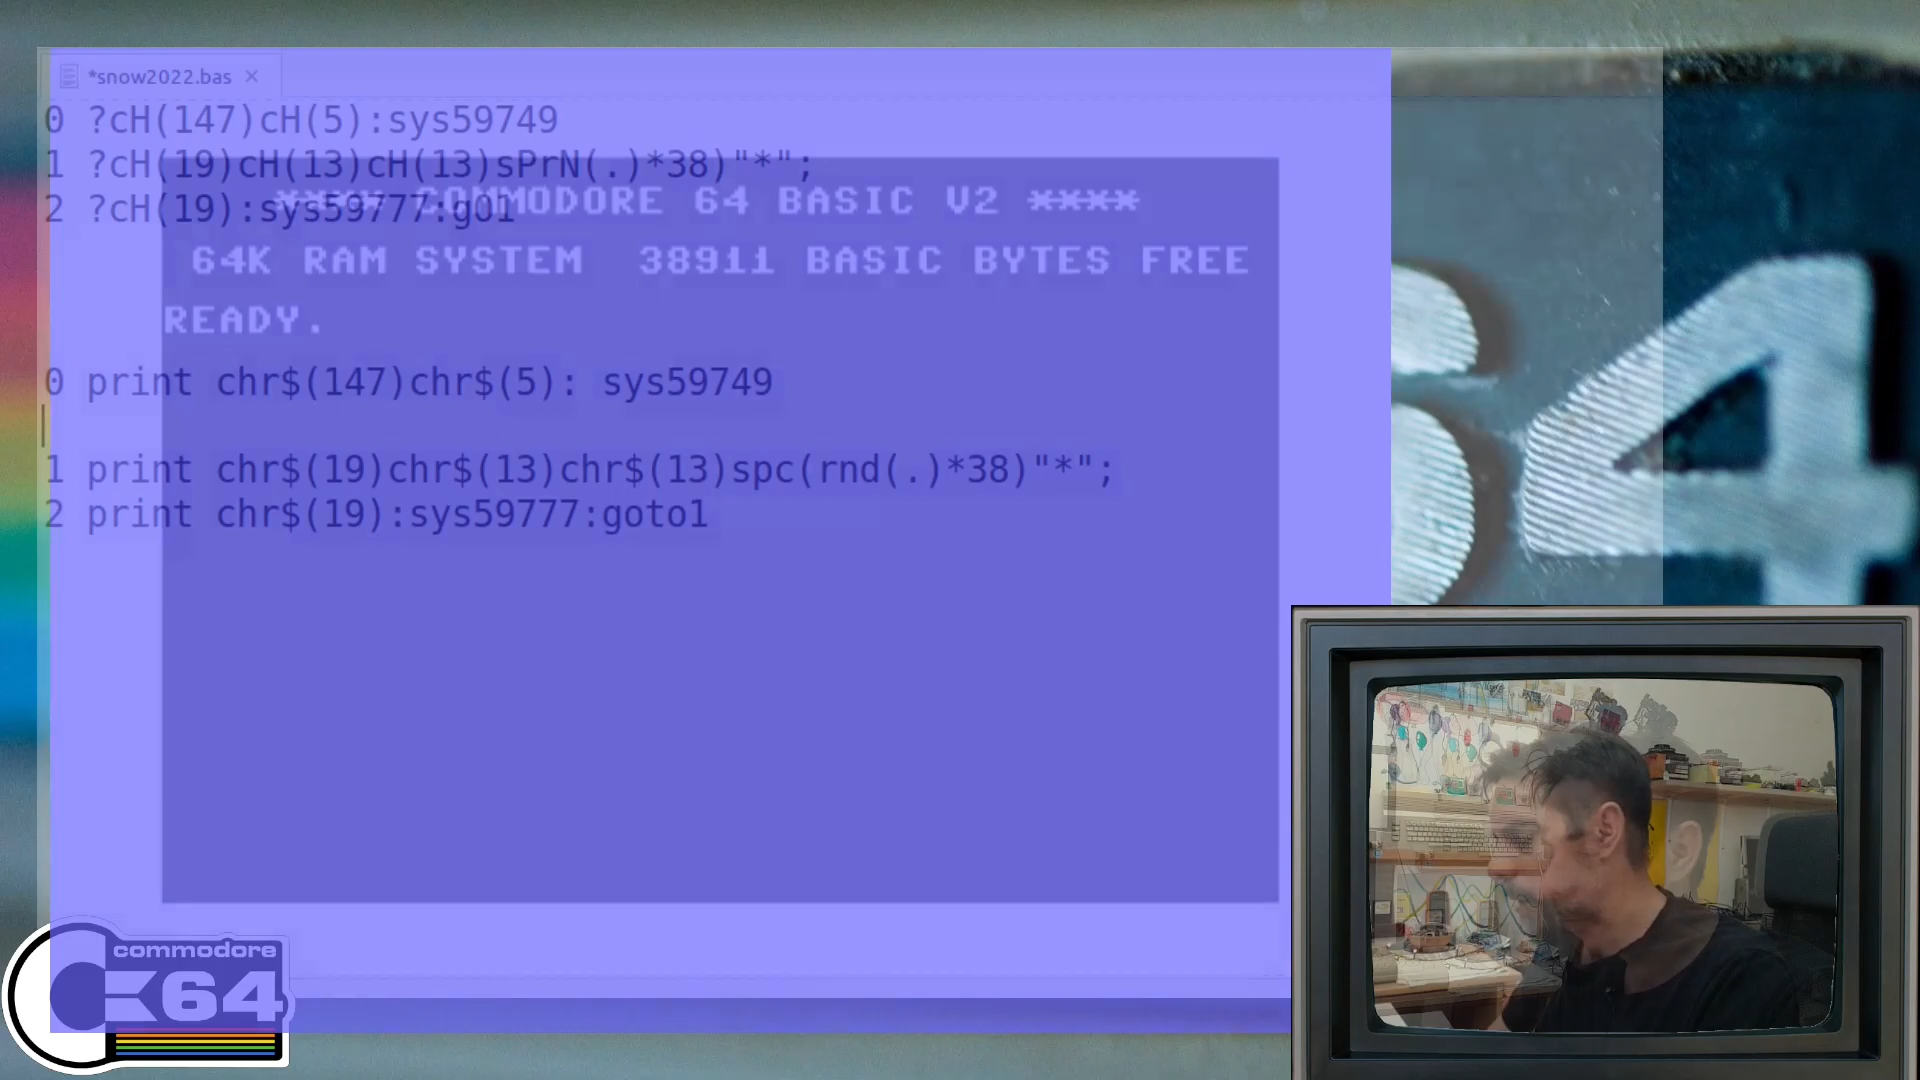 *snow2022.bas ×
0 ?cH(147)cH(5):sys59749
1 ?cH(19)cH(13)cH(13)sPrN(.)*38)"*";
2 ?cH(19):sys59777:go1
**** COMMODORE 64 BASIC V2 ****
64K RAM SYSTEM  38911 BASIC BYTES FREE
READY.
0 print chr$(147)chr$(5): sys59749
1 print chr$(19)chr$(13)chr$(13)spc(rnd(.)*38)"*";
2 print chr$(19):sys59777:goto1
64
commodore
C64